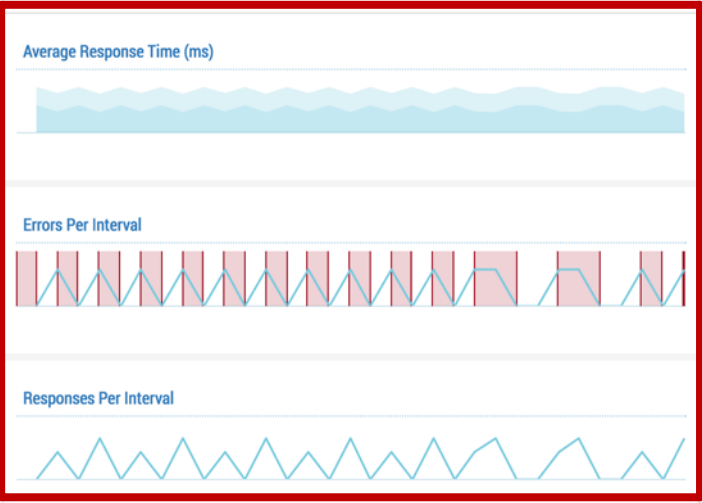 Average Response Time (ms)
Errors Per Interval
Responses Per Interval